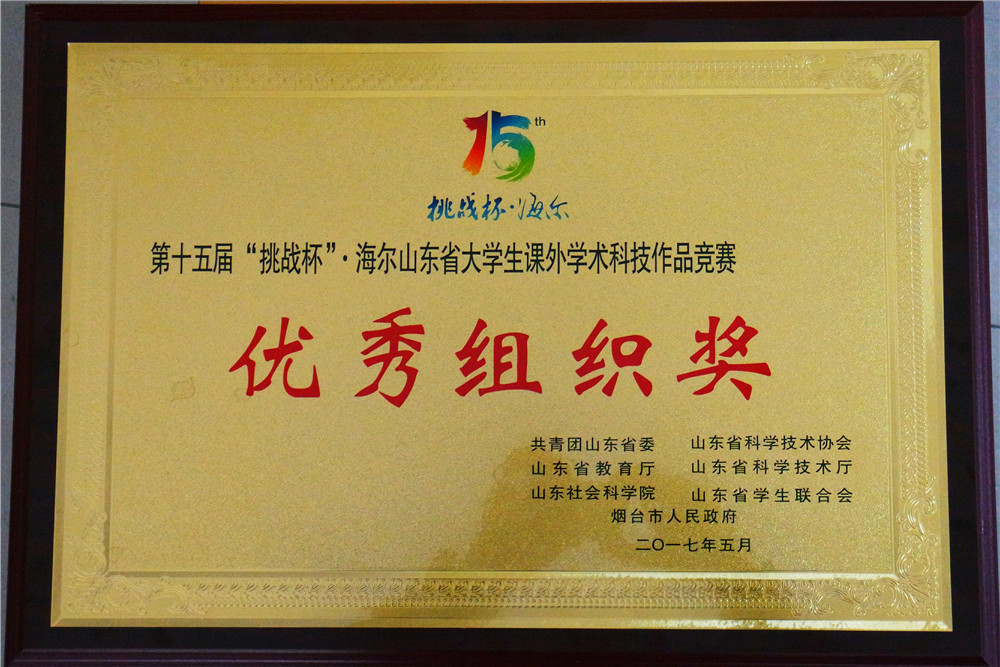 15th
挑战杯·海尔
第十五届“挑战�”·海尔山东省大学生课外学术科技作品竞赛
优秀组织奖
共青团山东省委 山东省科学技术协会
山东省教育厅 山东省科学技术厅
山东社会科学院 山东省学生联合会
烟台市人民政府
二〇一七年五月